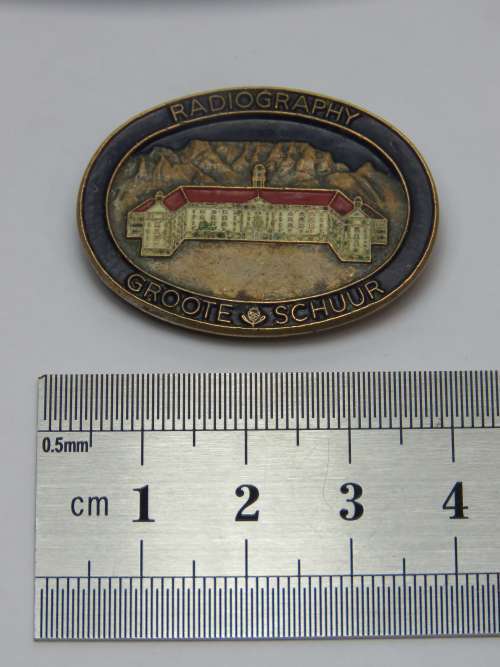 RADIOGRAPHY
GROOTE SCHUUR
0.5mm
cm 1 2 3 4